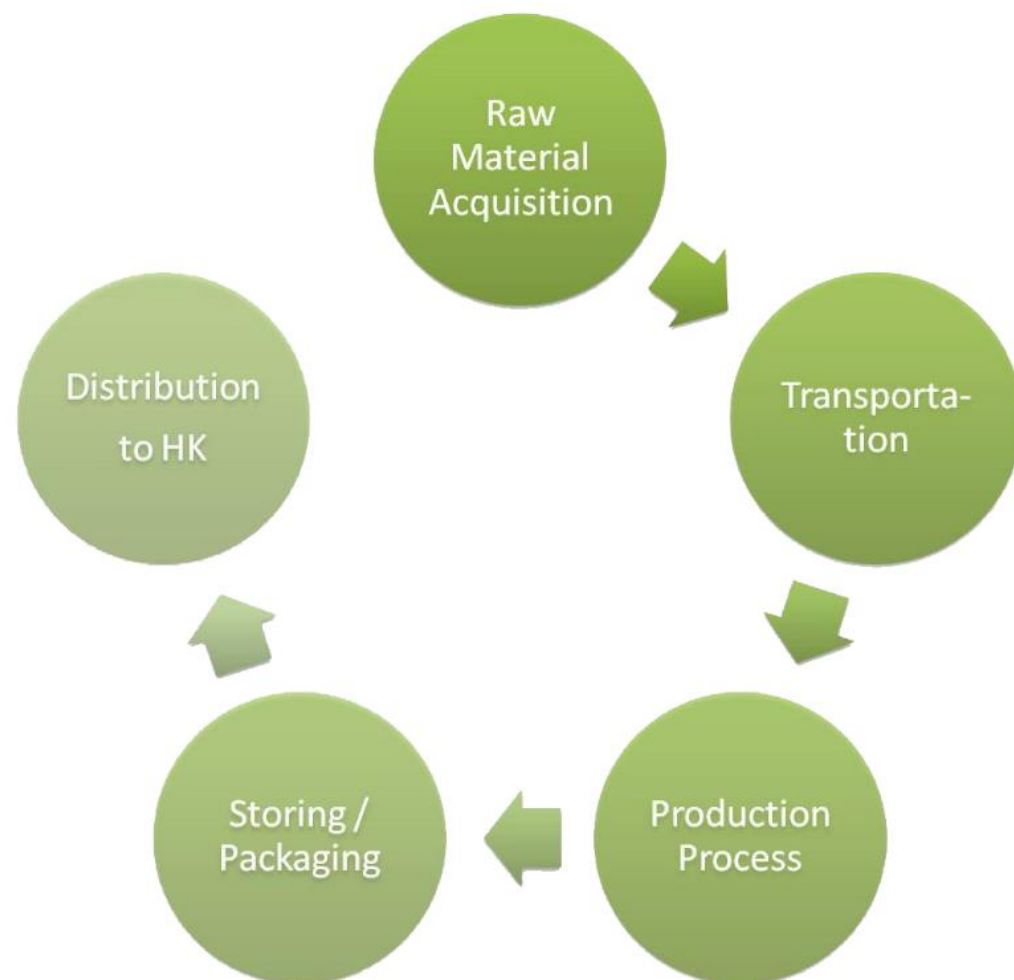 Raw
Material
Acquisition
Transporta-
tion
Production
Process
Storing /
Packaging
Distribution
to HK